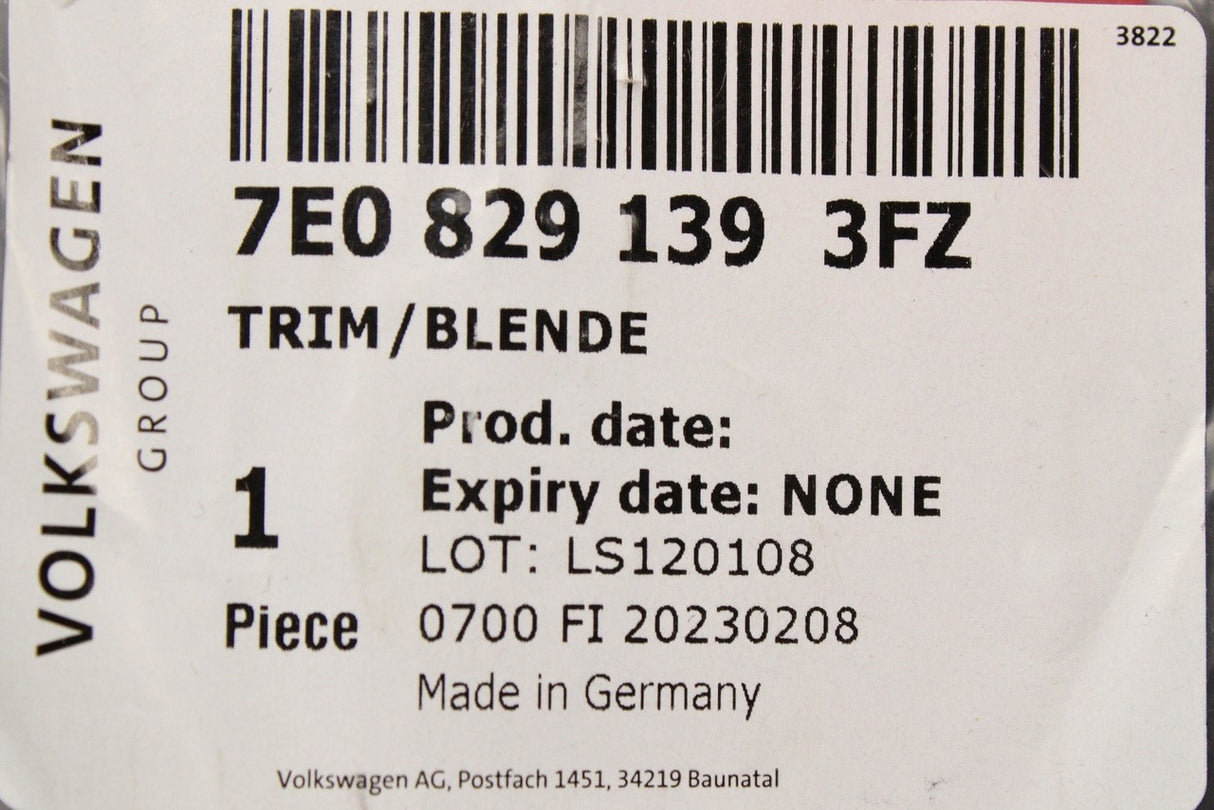 3822
7E0 829 139 3FZ
TRIM/BLENDE
Prod. date:
Expiry date: NONE
1
LOT: LS120108
Piece
0700 FI 20230208
Made in Germany
Volkswagen AG, Postfach 1451, 34219 Baunatal
VOLKSWAGEN
GROUP